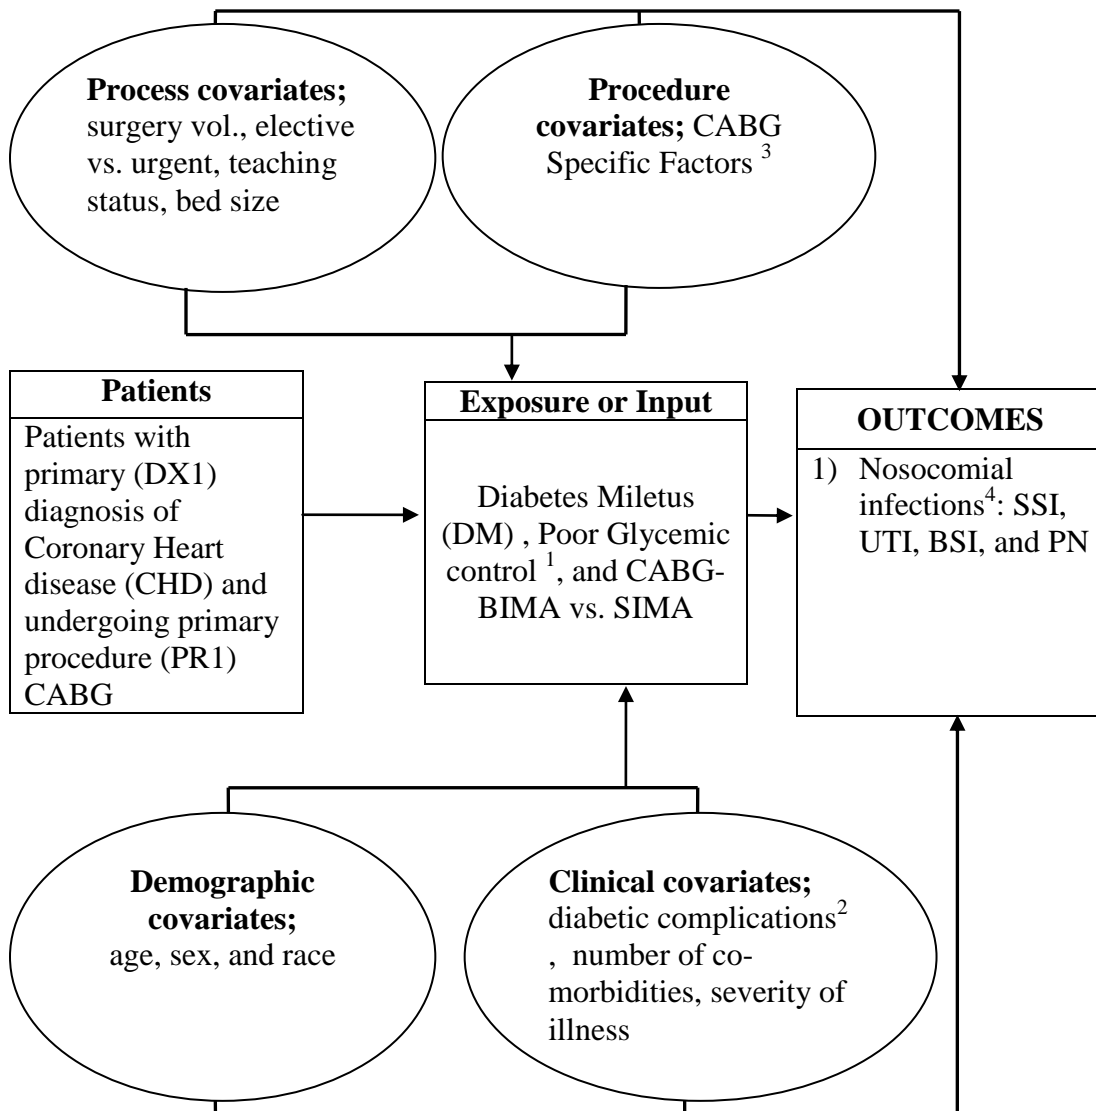 Process covariates;
surgery vol., elective
vs. urgent, teaching
status, bed size
Procedure
covariates; CABG
Specific Factors 3
Patients
Patients with
primary (DX1)
diagnosis of
Coronary Heart
disease (CHD) and
undergoing primary
procedure (PR1)
CABG
Exposure or Input
Diabetes Miletus
(DM) , Poor Glycemic
control 1, and CABG-
BIMA vs. SIMA
OUTCOMES
1) Nosocomial
infections4: SSI,
UTI, BSI, and PN
Demographic
covariates;
age, sex, and race
Clinical covariates;
diabetic complications2
, number of co-
morbidities, severity of
illness